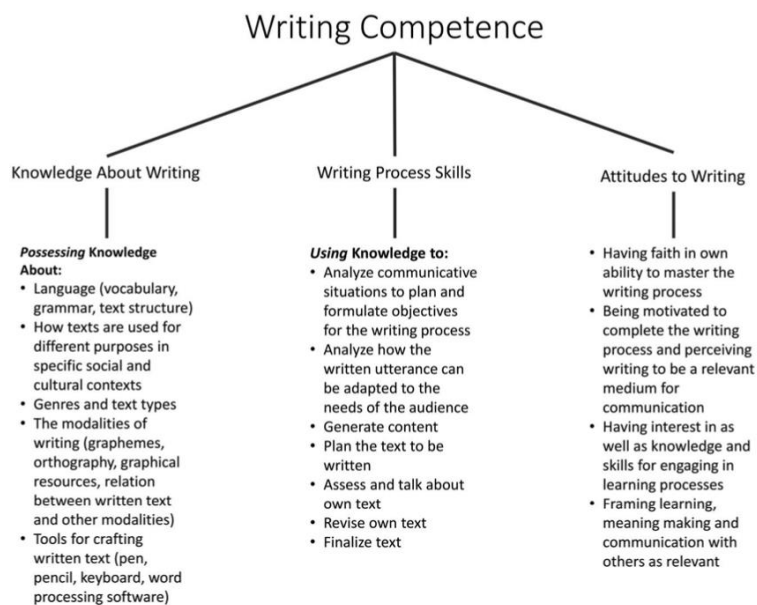 Writing Competence
Knowledge About Writing
Possessing Knowledge
About:
• Language (vocabulary,
grammar, text structure)
• How texts are used for
different purposes in
specific social and
cultural contexts
• Genres and text types
• The modalities of
writing (graphemes,
orthography, graphical
resources, relation
between written text
and other modalities)
• Tools for crafting
written text (pen,
pencil, keyboard, word
processing software)
Writing Process Skills
Using Knowledge to:
• Analyze communicative
situations to plan and
formulate objectives
for the writing process
• Analyze how the
written utterance can
be adapted to the
needs of the audience
• Generate content
• Plan the text to be
written
• Assess and talk about
own text
• Revise own text
• Finalize text
Attitudes to Writing
• Having faith in own
ability to master the
writing process
• Being motivated to
complete the writing
process and perceiving
writing to be a relevant
medium for
communication
• Having interest in as
well as knowledge and
skills for engaging in
learning processes
• Framing learning,
meaning making and
communication with
others as relevant